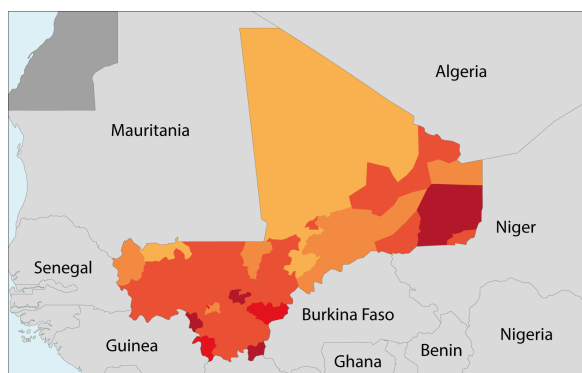 Algeria
Mauritania
Niger
Senegal
Burkina Faso
Nigeria
Guinea
Benin
Ghana